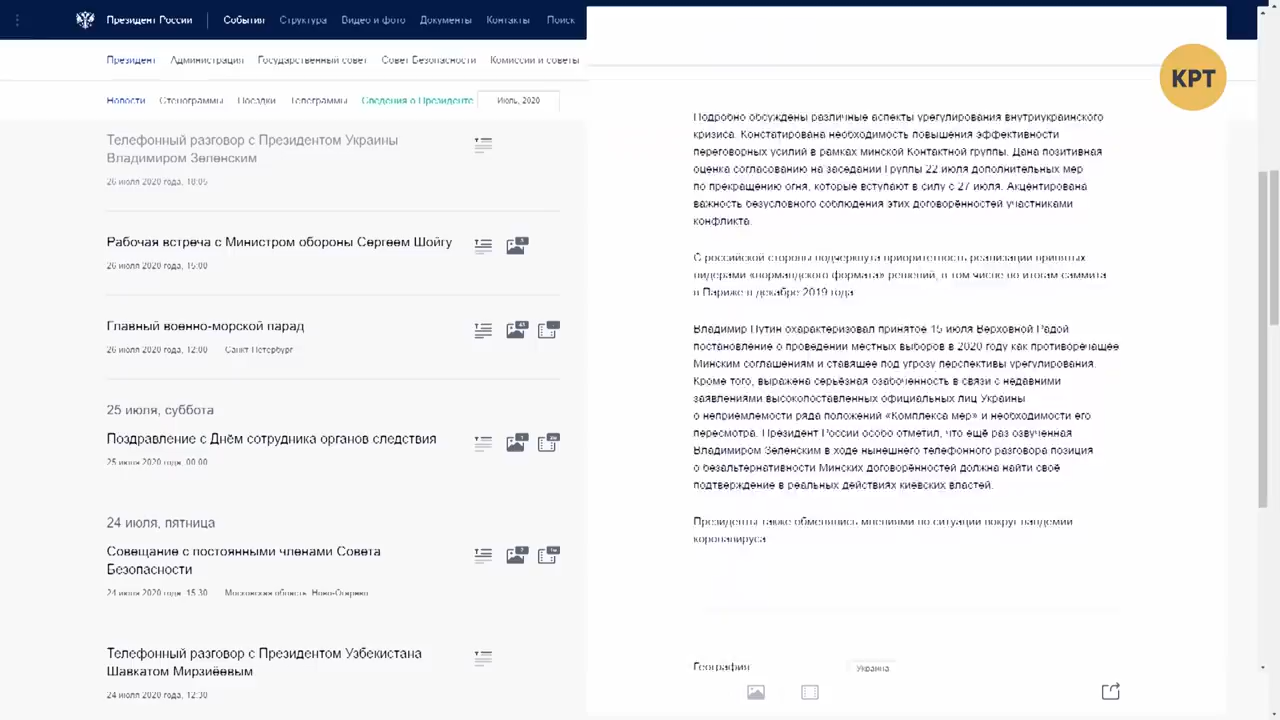 Президент России
События Структура Видео и фото Документы Контакты Поиск
Президент Администрация Государственный совет Совет Безопасности Комиссии и советы
Новости Стенограммы Поездки Телеграммы Сведения о Президенте Июль, 2020
Телефонный разговор с Президентом Украины
Владимиром Зеленским
26 июля 2020 года, 18:05
Рабочая встреча с Министром обороны Сергеем Шойгу
26 июля 2020 года, 15:00
Главный военно-морской парад
26 июля 2020 года, 12:00 Санкт-Петербург
25 июля, суббота
Поздравление с Днём сотрудника органов следствия
25 июля 2020 года, 00:00
24 июля, пятница
Совещание с постоянными членами Совета
Безопасности
24 июля 2020 года, 15:30 Московская область, Ново-Огарёво
Телефонный разговор с Президентом Узбекистана
Шавкатом Мирзиёевым
24 июля 2020 года, 12:30
КРТ
Подробно обсуждены различные аспекты урегулирования внутриукраинского
кризиса. Констатирована необходимость повышения эффективности
переговорных усилий в рамках минской Контактной группы. Дана позитивная
оценка согласованию на заседании Группы 22 июля дополнительных мер
по прекращению огня, которые вступают в силу с 27 июля. Акцентирована
важность безусловного соблюдения этих договорённостей участниками
конфликта.
С российской стороны подчеркнута приоритетность реализации принятых
лидерами «нормандского формата» решений, в том числе по итогам саммита
в Париже в декабре 2019 года
Владимир Путин охарактеризовал принятое 15 июля Верховной Радой
постановление о проведении местных выборов в 2020 году как противоречащее
Минским соглашениям и ставящее под угрозу перспективы урегулирования.
Кроме того, выражена серьёзная озабоченность в связи с недавними
заявлениями высокопоставленных официальных лиц Украины
о неприемлемости ряда положений «Комплекса мер» и необходимости его
пересмотра. Президент России особо отметил, что ещё раз озвученная
Владимиром Зеленским в ходе нынешнего телефонного разговора позиция
о безальтернативности Минских договорённостей должна найти своё
подтверждение в реальных действиях киевских властей.
Президенты также обменялись мнениями по ситуации вокруг пандемии
коронавируса
География Украина